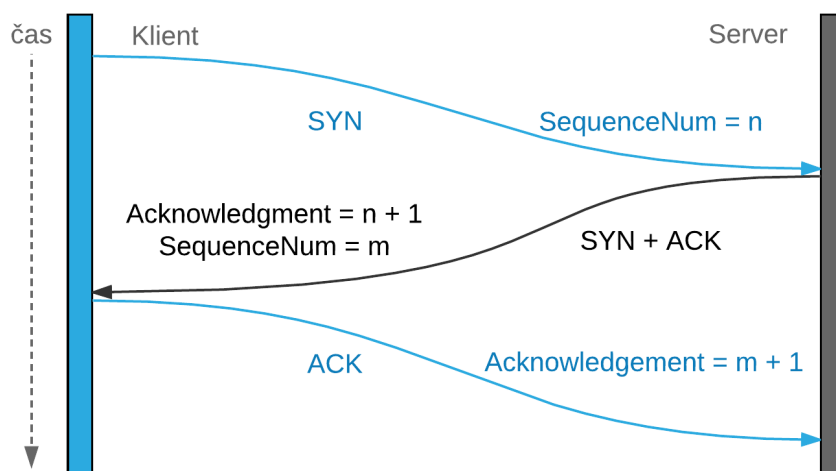 čas
Klient
Server
SYN
SequenceNum = n
Acknowledgment = n + 1
SequenceNum = m
SYN + ACK
ACK
Acknowledgement = m + 1